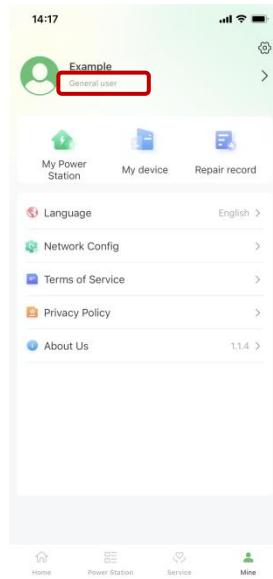 14:17
Example
General user
My Power
Station
My device
Repair record
Language
English
Network Config
Terms of Service
Privacy Policy
About Us
1.1.4
Home
Power Station
Service
Mine